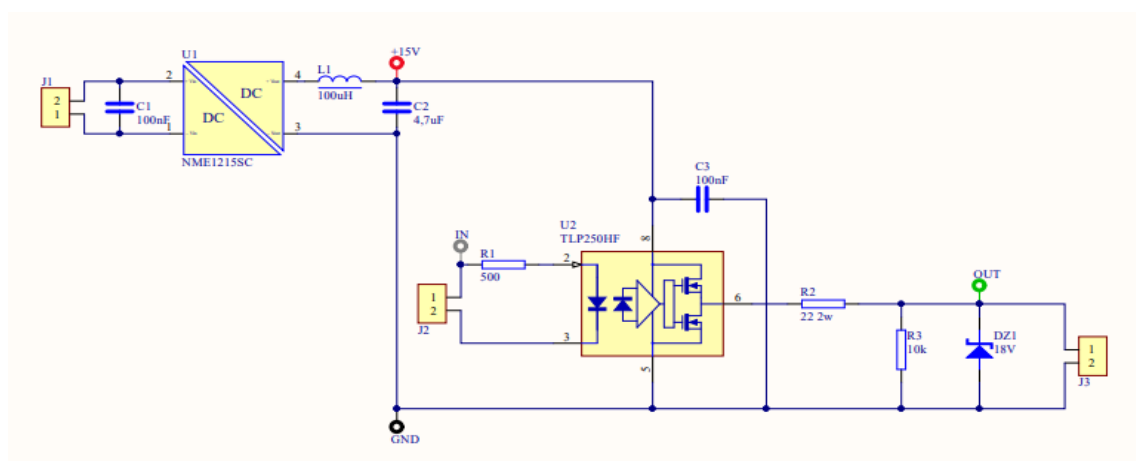 J1
2
1
C1
100nF
U1
2
1
DC
DC
4
3
NME1215SC
L1
100uH
+15V
C2
4,7uF
C3
100nF
U2
TLP250HF
8
IN
R1
500
2
3
1
2
J2
6
5
R2
22 2w
R3
10k
OUT
DZ1
18V
1
2
J3
GND